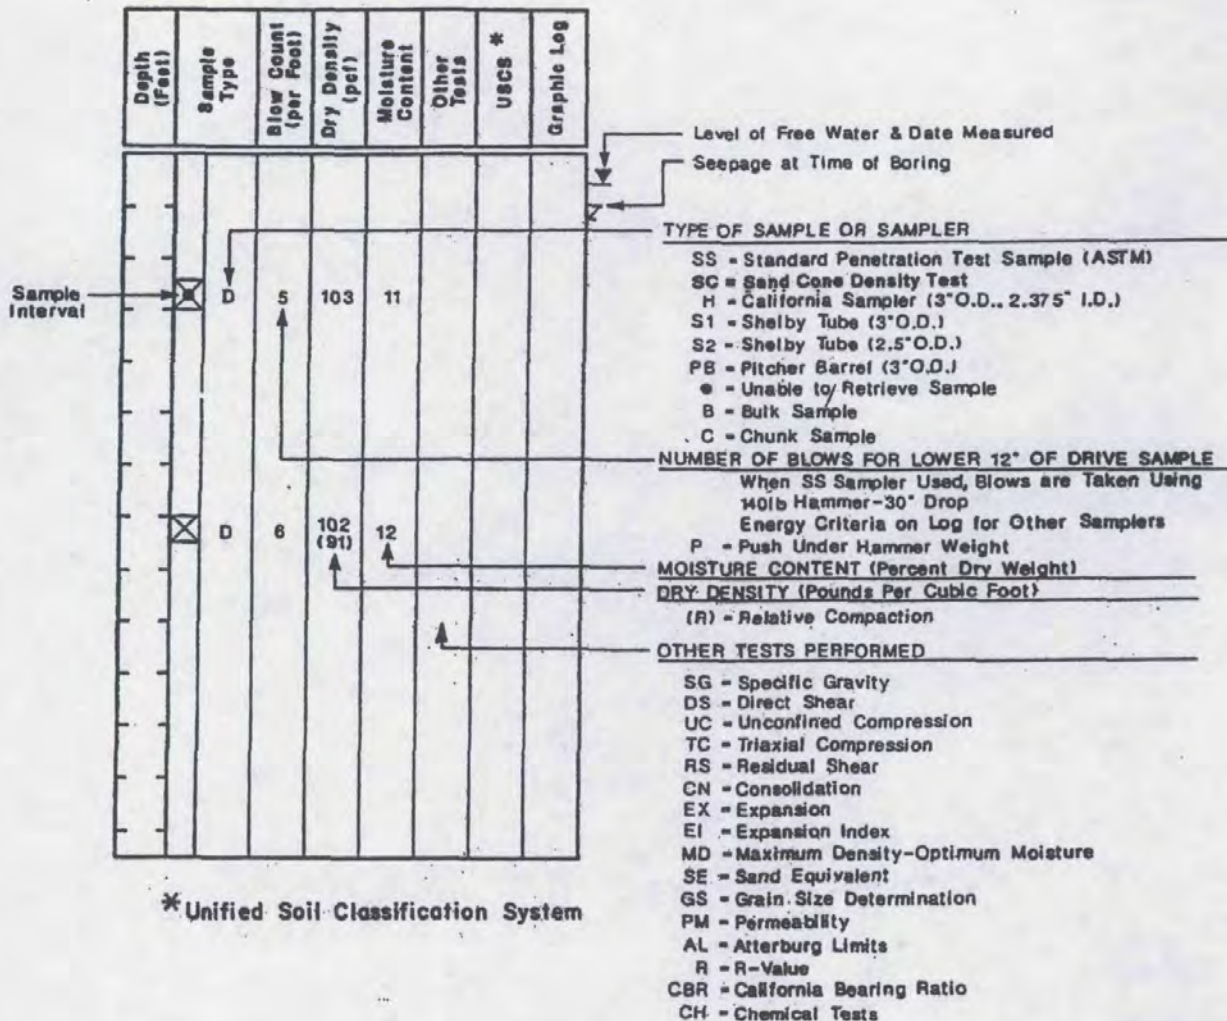 Depth (Feet)
Sample Type
Blow Count (per Foot)
Dry Density (pcf)
Moisture Content
Other Tests
USCS *
Graphic Log
Level of Free Water & Date Measured
Seepage at Time of Boring
TYPE OF SAMPLE OR SAMPLER
SS - Standard Penetration Test Sample (ASTM)
SC - Sand Cone Density Test
H - California Sampler (3"O.D., 2.375" I.D.)
S1 - Shelby Tube (3"O.D.)
S2 - Shelby Tube (2.5"O.D.)
PB - Pitcher Barrel (3"O.D.)
● - Unable to Retrieve Sample
B - Bulk Sample
C - Chunk Sample
Sample Interval
D 5 103 11
NUMBER OF BLOWS FOR LOWER 12" OF DRIVE SAMPLE
When SS Sampler Used, Blows are Taken Using
140lb Hammer-30" Drop
Energy Criteria on Log for Other Samplers
P - Push Under Hammer Weight
D 6 102 (91) 12
MOISTURE CONTENT (Percent Dry Weight)
DRY DENSITY (Pounds Per Cubic Foot)
(R) - Relative Compaction
OTHER TESTS PERFORMED
SG - Specific Gravity
DS - Direct Shear
UC - Unconfined Compression
TC - Triaxial Compression
RS - Residual Shear
CN - Consolidation
EX - Expansion
EI - Expansion Index
MD - Maximum Density-Optimum Moisture
SE - Sand Equivalent
GS - Grain Size Determination
PM - Permeability
AL - Atterburg Limits
R - R-Value
CBR - California Bearing Ratio
CH - Chemical Tests
* Unified Soil Classification System